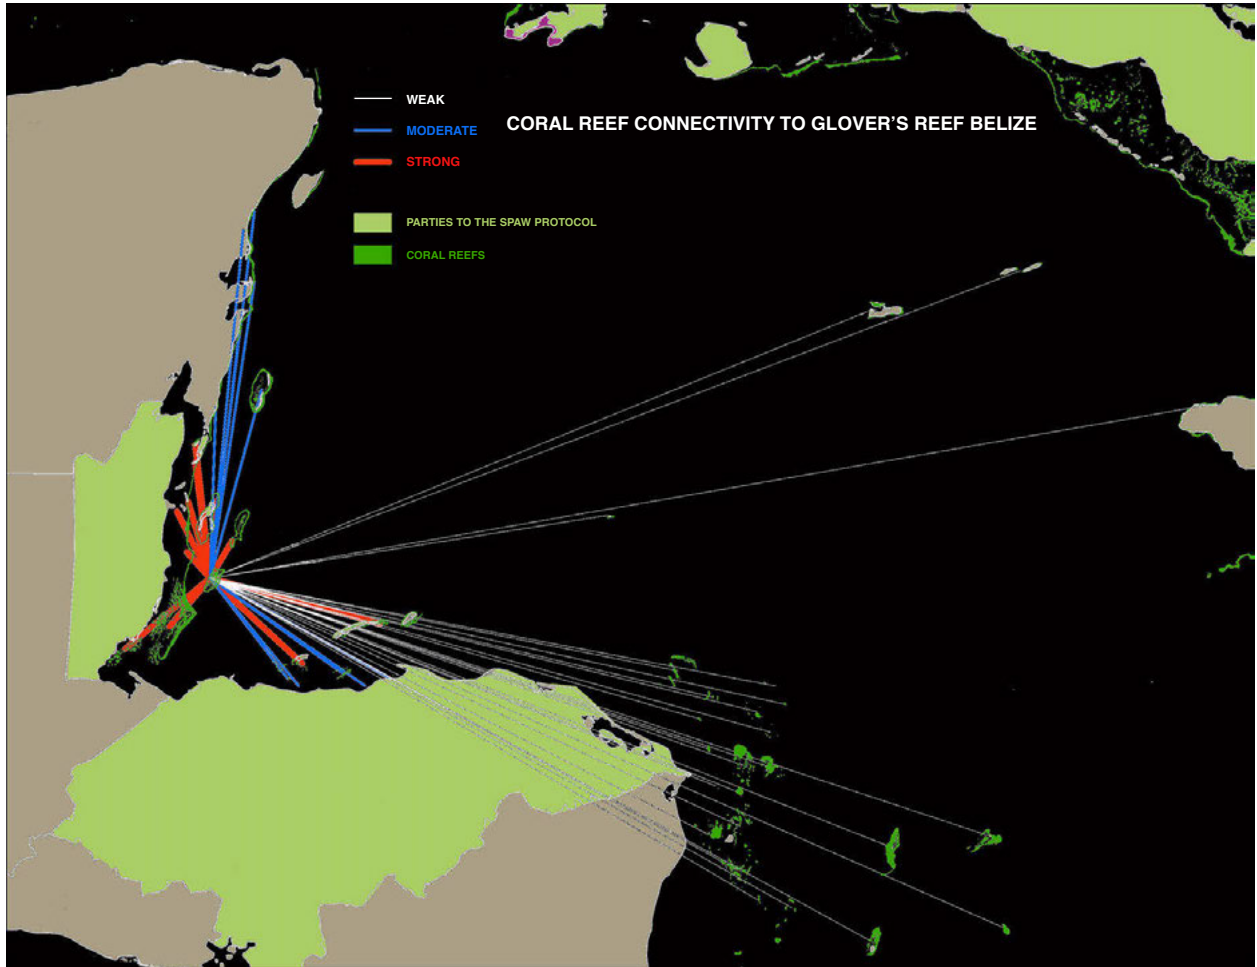 WEAK
CORAL REEF CONNECTIVITY TO GLOVER'S REEF BELIZE
MODERATE
STRONG
PARTIES TO THE SPAW PROTOCOL
CORAL REEFS